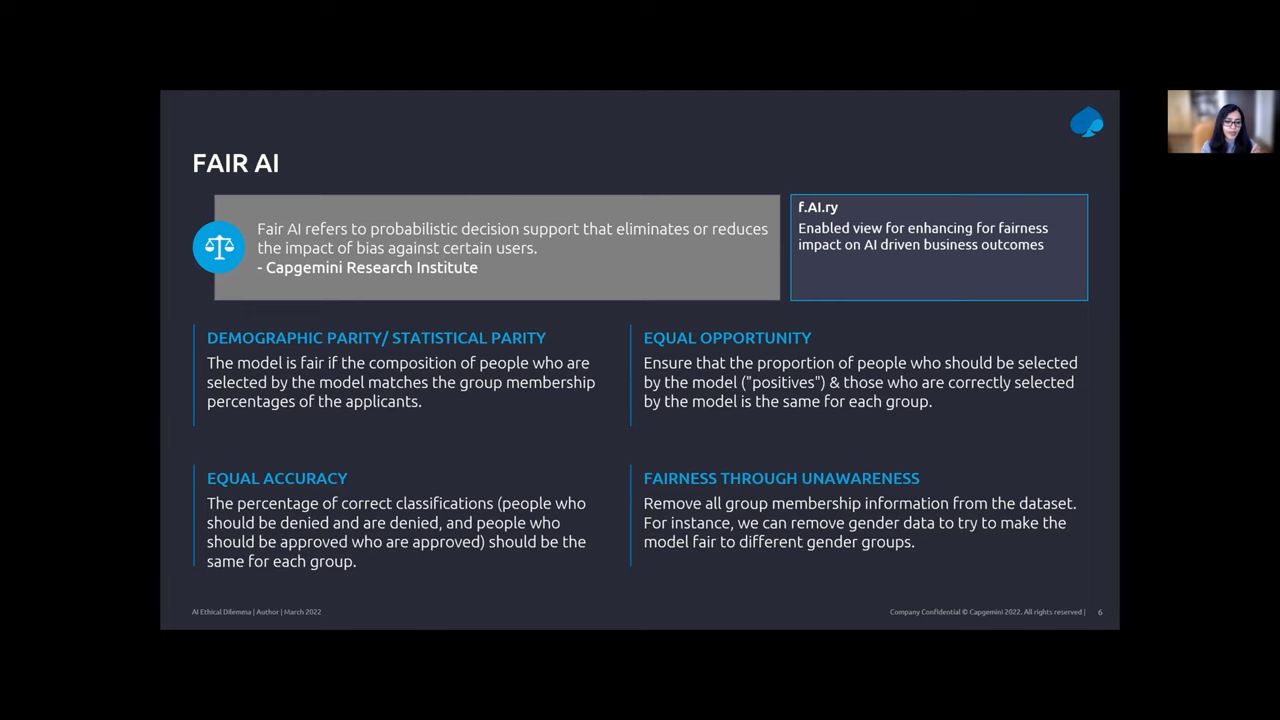 FAIR AI
Fair AI refers to probabilistic decision support that eliminates or reduces
the impact of bias against certain users.
- Capgemini Research Institute
f.AI.ry
Enabled view for enhancing for fairness
impact on AI driven business outcomes
DEMOGRAPHIC PARITY/ STATISTICAL PARITY
The model is fair if the composition of people who are
selected by the model matches the group membership
percentages of the applicants.
EQUAL OPPORTUNITY
Ensure that the proportion of people who should be selected
by the model ("positives") & those who are correctly selected
by the model is the same for each group.
EQUAL ACCURACY
The percentage of correct classifications (people who
should be denied and are denied, and people who
should be approved who are approved) should be the
same for each group.
FAIRNESS THROUGH UNAWARENESS
Remove all group membership information from the dataset.
For instance, we can remove gender data to try to make the
model fair to different gender groups.
AI Ethical Dilemma | Author | March 2022
Company Confidential © Capgemini 2022. All rights reserved |
6